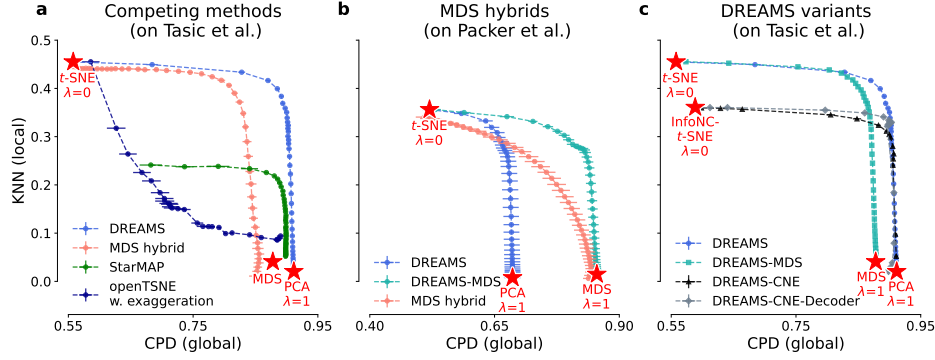 a
Competing methods
(on Tasic et al.)
KNN (local)
0.5
0.4
0.3
0.2
0.1
0.0
t-SNE
λ=0
DREAMS
MDS hybrid
StarMAP
openTSNE
w. exaggeration
MDS
PCA
λ=1
0.55
0.75
0.95
CPD (global)
b
MDS hybrids
(on Packer et al.)
t-SNE
λ=0
DREAMS
DREAMS-MDS
MDS hybrid
PCA
λ=1
MDS
λ=1
0.40
0.65
0.90
CPD (global)
c
DREAMS variants
(on Tasic et al.)
t-SNE
λ=0
InfoNC-
t-SNE
λ=0
DREAMS
DREAMS-MDS
DREAMS-CNE
DREAMS-CNE-Decoder
MDS
λ=1
PCA
λ=1
0.55
0.75
0.95
CPD (global)